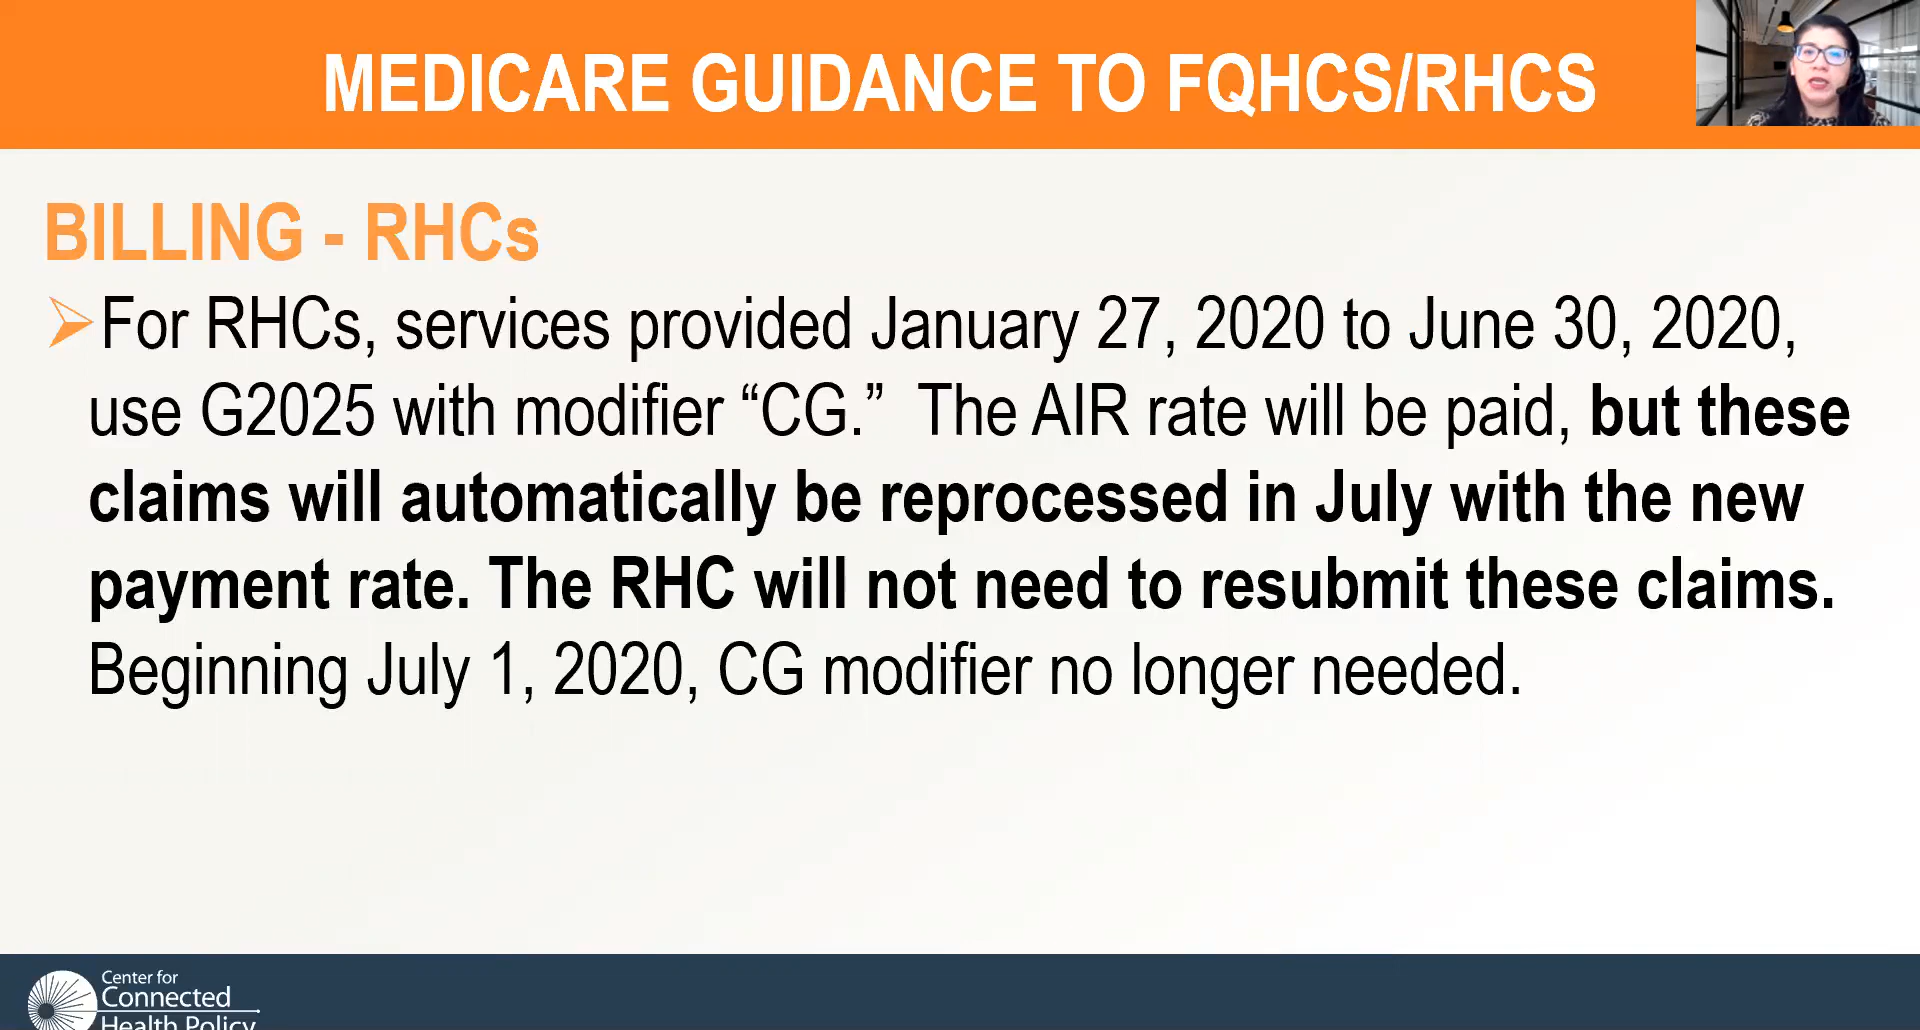 MEDICARE GUIDANCE TO FQHCS/RHCS
BILLING - RHCs
For RHCs, services provided January 27, 2020 to June 30, 2020,
use G2025 with modifier “CG.” The AIR rate will be paid, but these
claims will automatically be reprocessed in July with the new
payment rate. The RHC will not need to resubmit these claims.
Beginning July 1, 2020, CG modifier no longer needed.
Center for
Connected
Health Policy